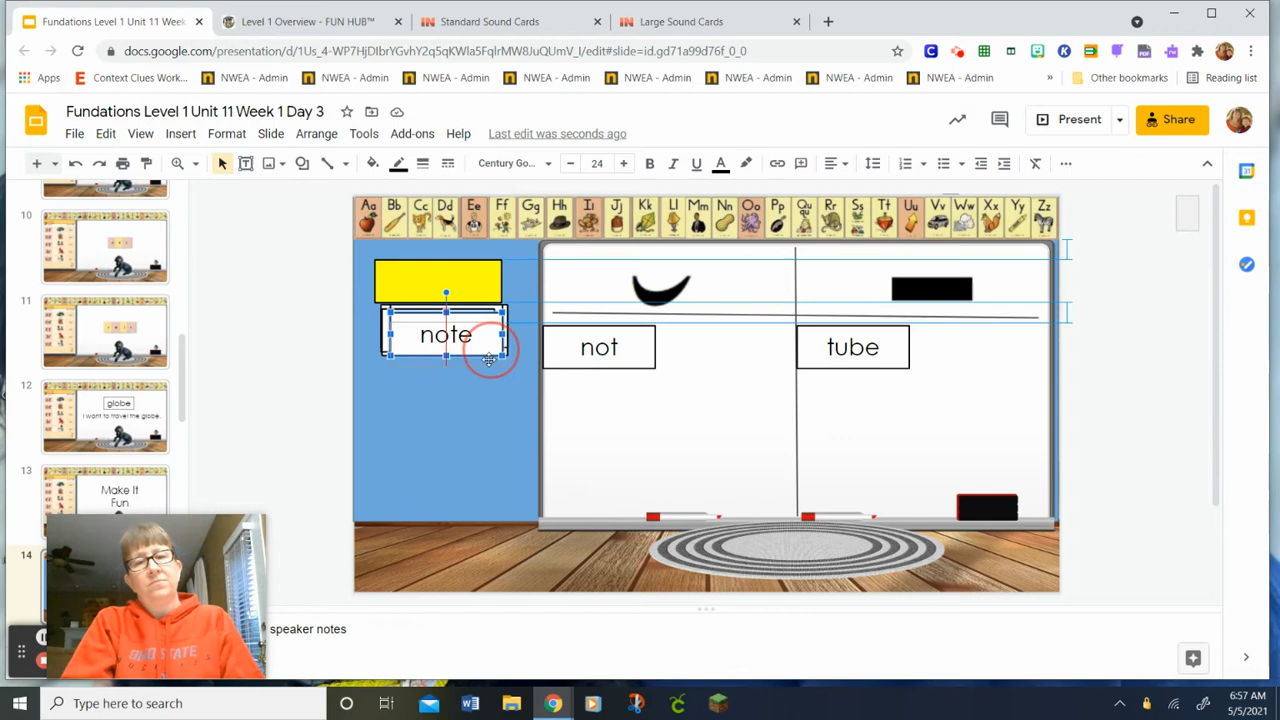 Fundations Level 1 Unit 11 Week
Level 1 Overview - FUN HUB™
Standard Sound Cards
Large Sound Cards
docs.google.com/presentation/d/1Us_4-WP7HjDIbrYGvhY2q5qKWla5FqlrMW8JuQUmV_I/edit#slide=id.gd71a99d76f_0_0
Apps
Context Clues Work...
NWEA - Admin
NWEA - Admin
NWEA - Admin
NWEA - Admin
NWEA - Admin
NWEA - Admin
NWEA - Admin
»
Other bookmarks
Reading list
Fundations Level 1 Unit 11 Week 1 Day 3
File Edit View Insert Format Slide Arrange Tools Add-ons Help
Last edit was seconds ago
Present
Share
Century Go...
24
Aa Bb Cc Dd Ee Ff Gg Hh Ii Jj Kk Ll Mm Nn Oo Pp Qu Rr Ss Tt Uu Vv Ww Xx Yy Zz
10
11
12
globe
I want to travel the globe.
13
Make It
Fun
14
note
not
tube
speaker notes
OHIO STATE
Type here to search
6:57 AM
5/5/2021